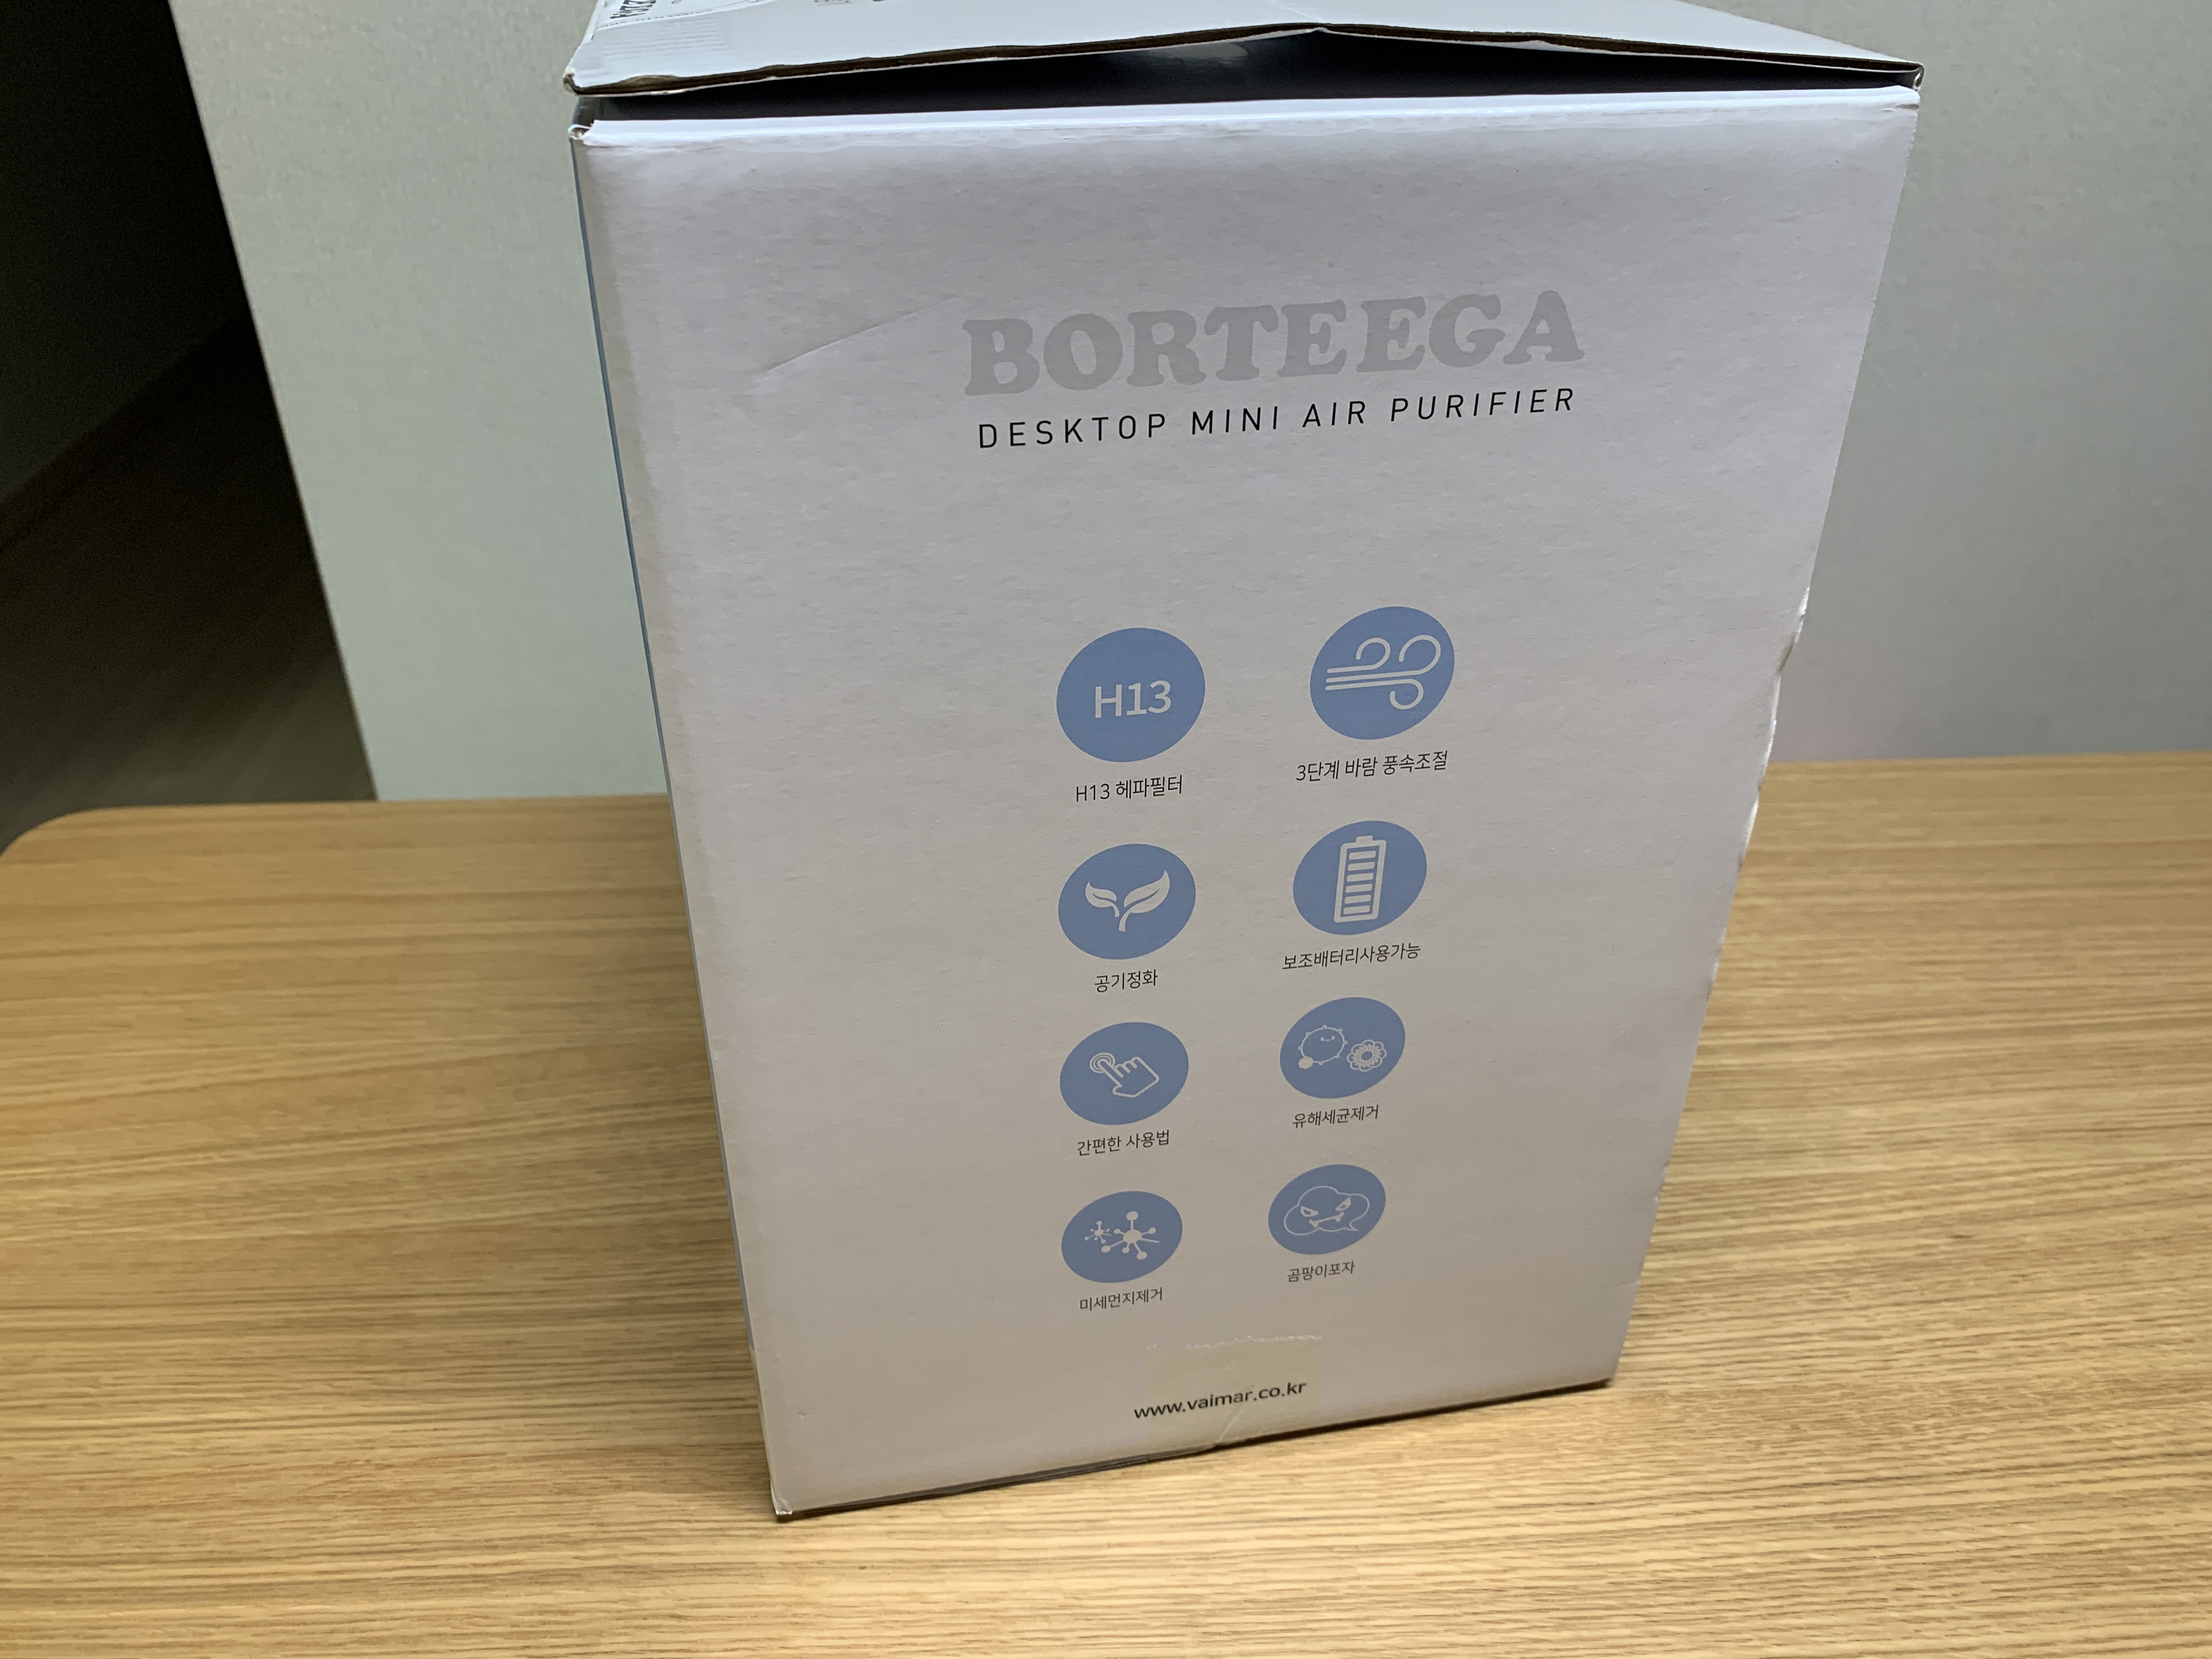 BORTEEGA
DESKTOP MINI AIR PURIFIER
H13
H13 헤파필터
3단계 바람 풍속조절
공기정화
보조배터리사용가능
간편한 사용법
유해세균제거
미세먼지제거
곰팡이포자
www.vaimar.co.kr